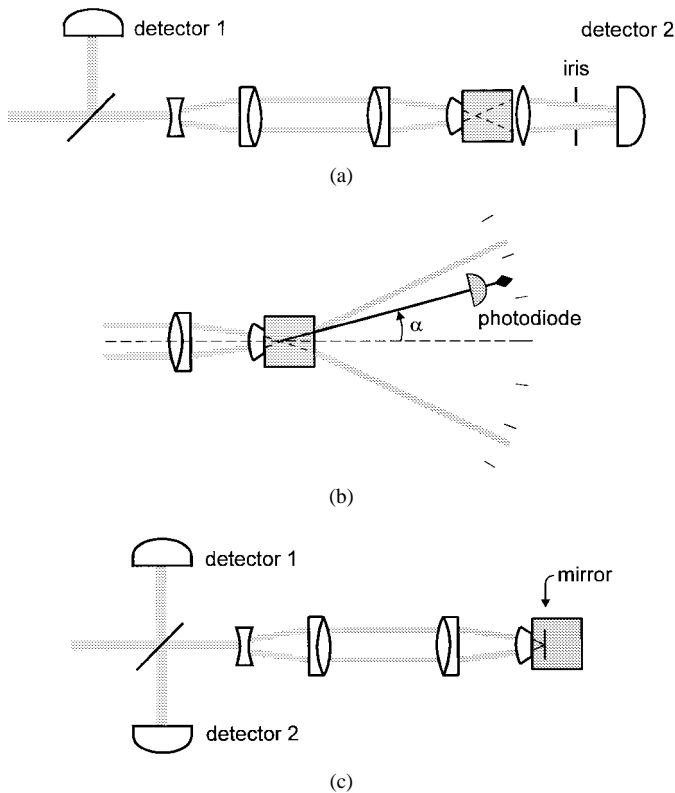 detector 1
detector 2
iris
(a)
α
photodiode
(b)
detector 1
mirror
detector 2
(c)